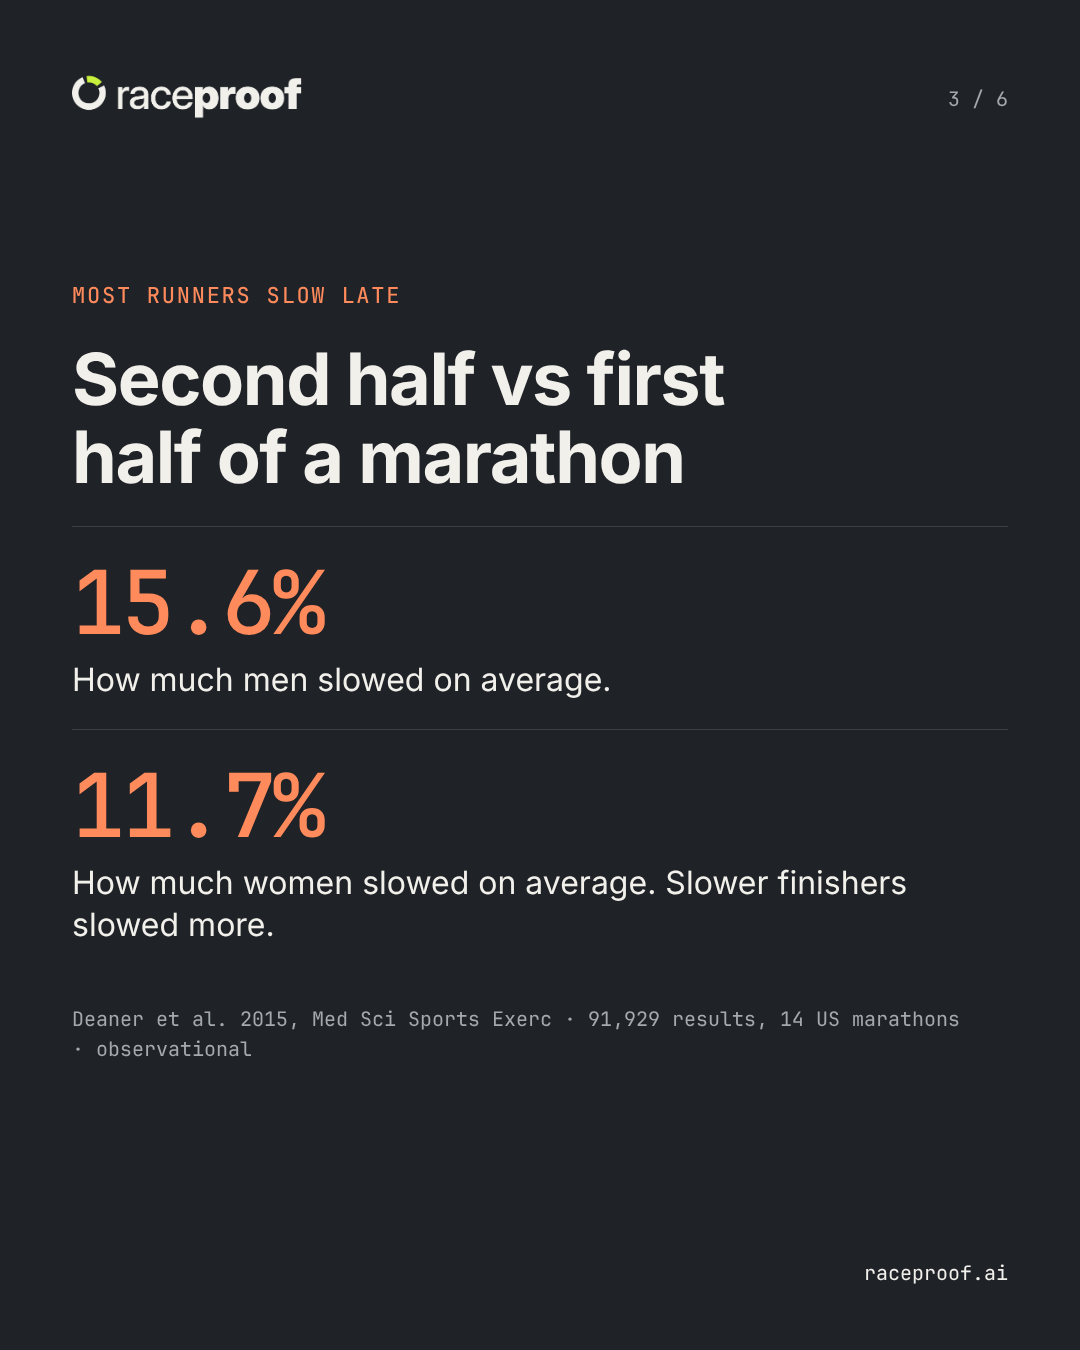 raceproof
3 / 6
MOST RUNNERS SLOW LATE
Second half vs first
half of a marathon
15.6%
How much men slowed on average.
11.7%
How much women slowed on average. Slower finishers
slowed more.
Deaner et al. 2015, Med Sci Sports Exerc · 91,929 results, 14 US marathons
· observational
raceproof.ai